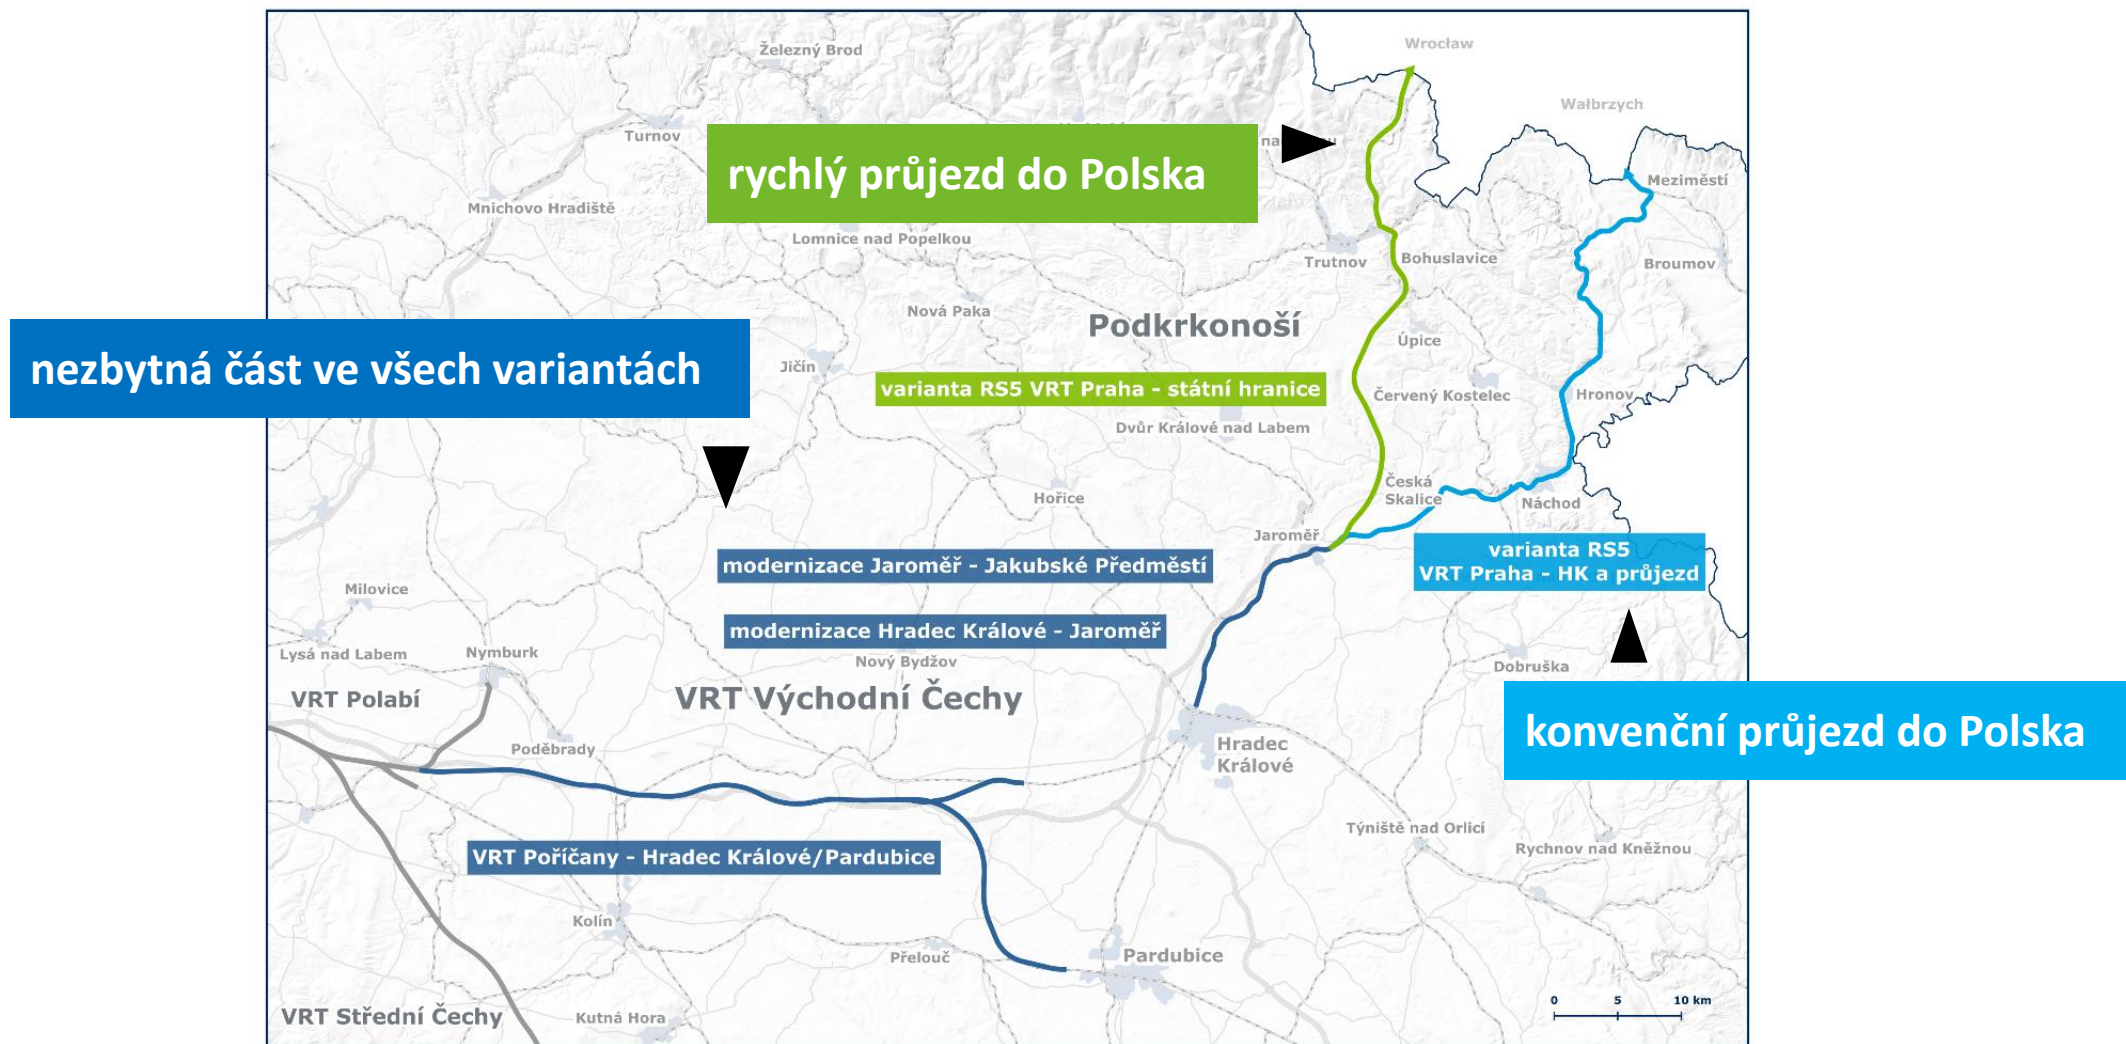 Wrocław
Železný Brod
Wałbrzych
Turnov
rychlý průjezd do Polska
Meziměstí
Mnichovo Hradiště
Lomnice nad Popelkou
Trutnov
Bohuslavice
Broumov
Nová Paka
Podkrkonoší
Úpice
nezbytná část ve všech variantách
Jičín
varianta RS5 VRT Praha - státní hranice
Červený Kostelec
Hronov
Dvůr Králové nad Labem
Hořice
Česká
Skalice
Náchod
Jaroměř
varianta RS5
VRT Praha - HK a průjezd
modernizace Jaroměř - Jakubské Předměstí
Milovice
modernizace Hradec Králové - Jaroměř
Lysá nad Labem
Nymburk
Nový Bydžov
Dobruška
VRT Polabí
VRT Východní Čechy
konvenční průjezd do Polska
Poděbrady
Hradec
Králové
Týniště nad Orlicí
Rychnov nad Kněžnou
VRT Poříčany - Hradec Králové/Pardubice
Kolín
Přelouč
Pardubice
0 5 10 km
VRT Střední Čechy
Kutná Hora